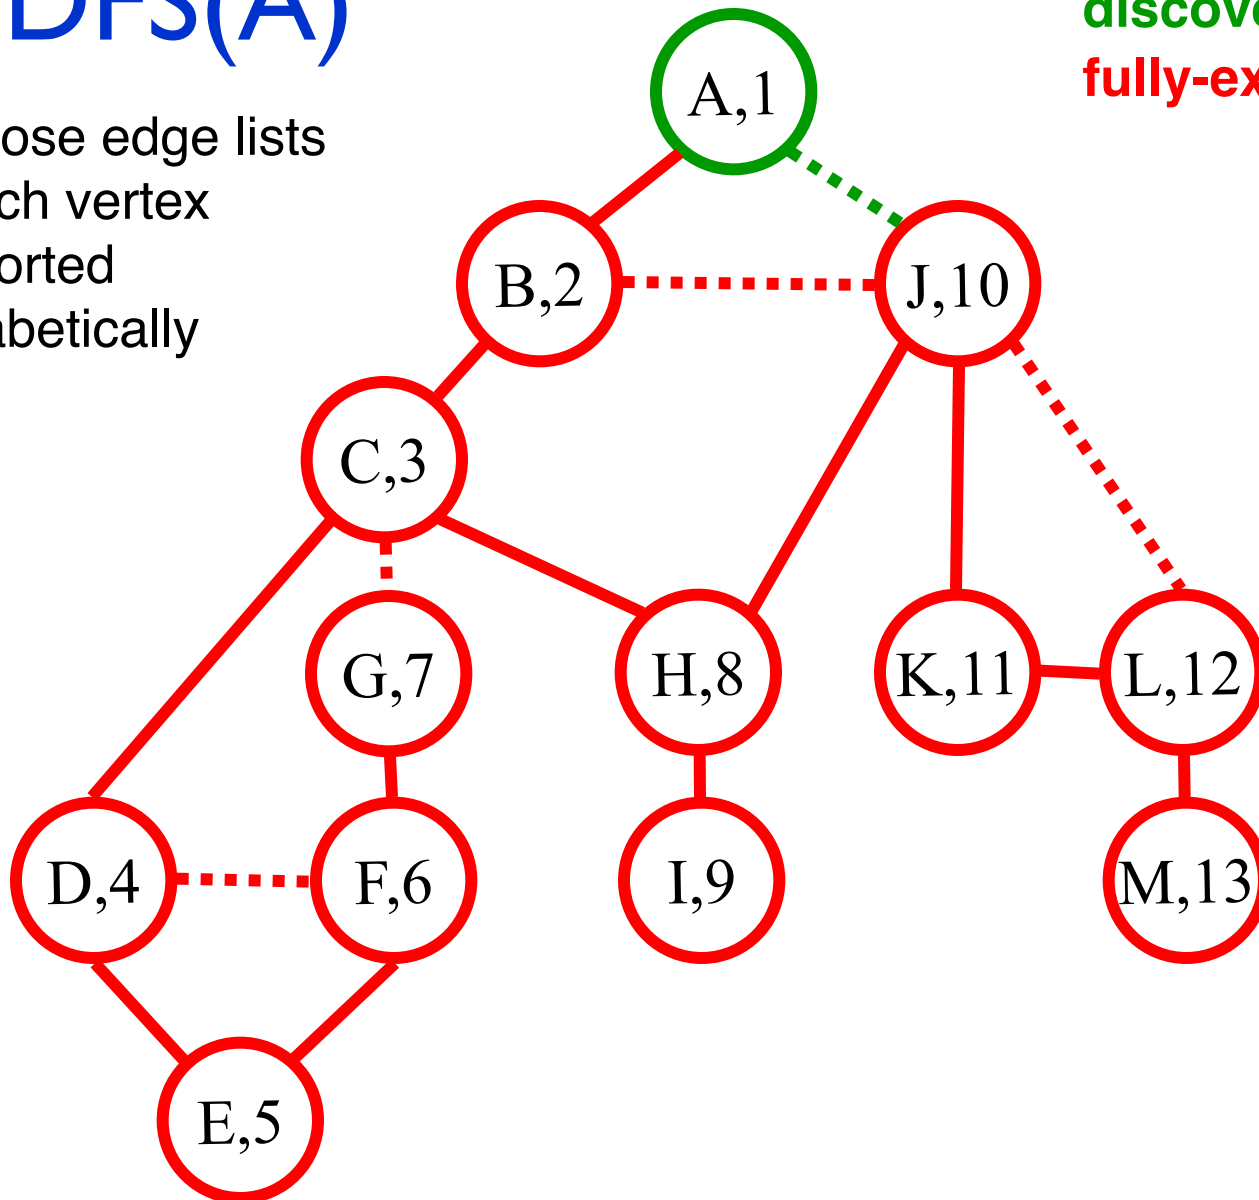 DFS(A)
discove
fully-ex
ose edge lists
ch vertex
orted
abetically
A,1
B,2
J,10
C,3
G,7
H,8
K,11
L,12
D,4
F,6
I,9
M,13
E,5